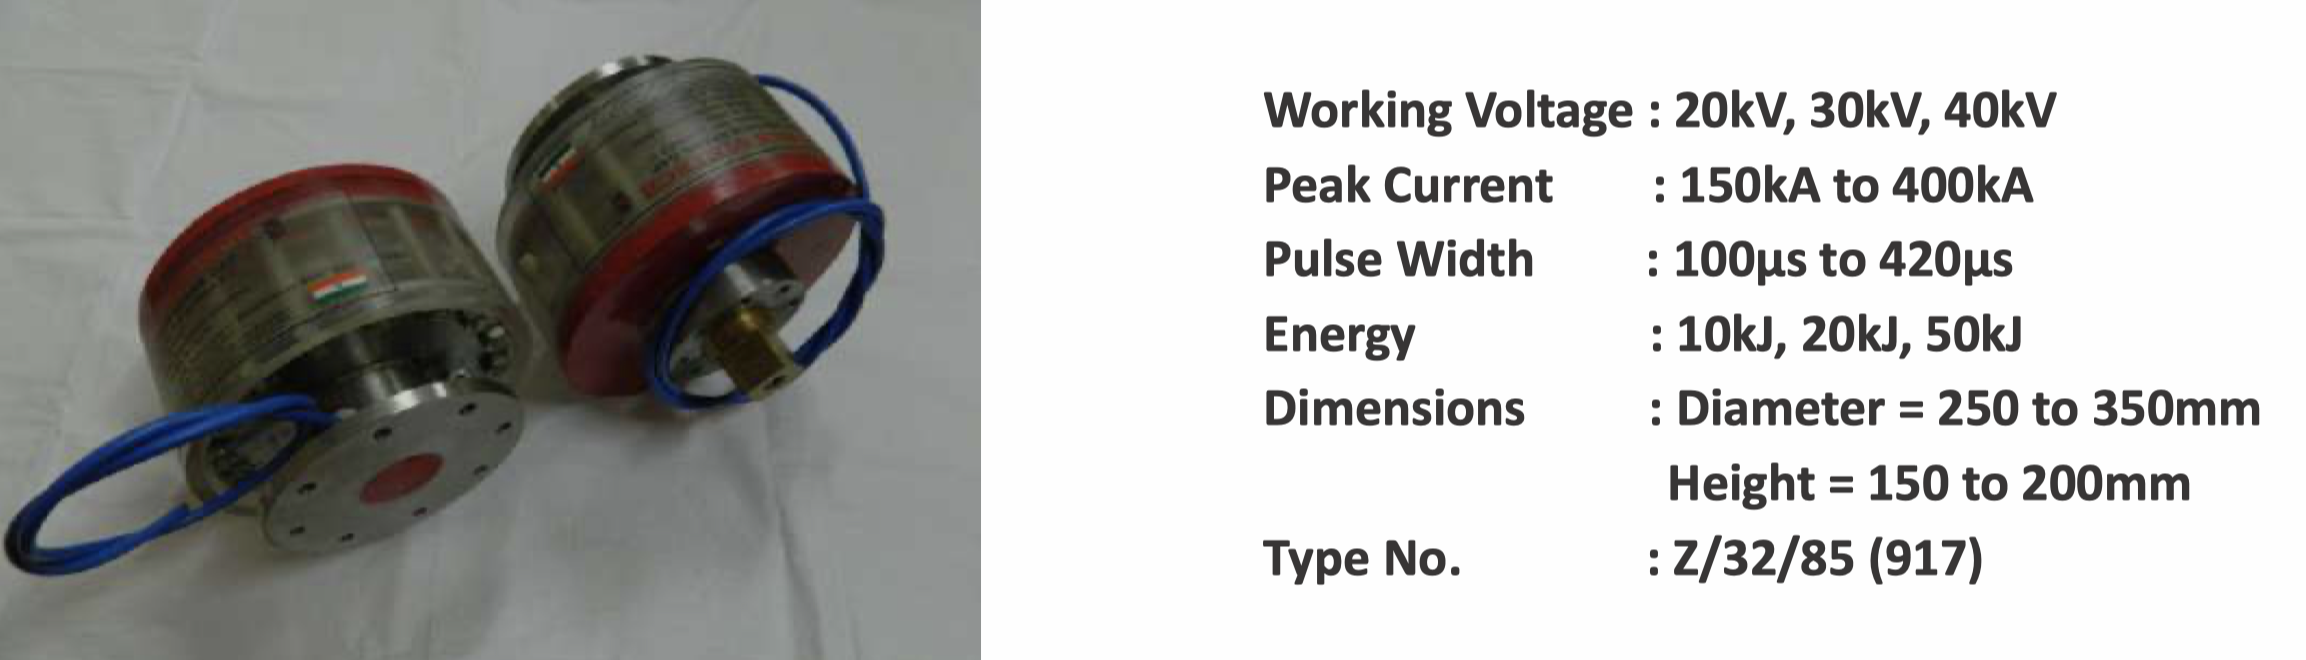 Working Voltage : 20kV, 30kV, 40kV
Peak Current : 150kA to 400kA
Pulse Width : 100µs to 420µs
Energy : 10kJ, 20kJ, 50kJ
Dimensions : Diameter = 250 to 350mm
Height = 150 to 200mm
Type No. : Z/32/85 (917)